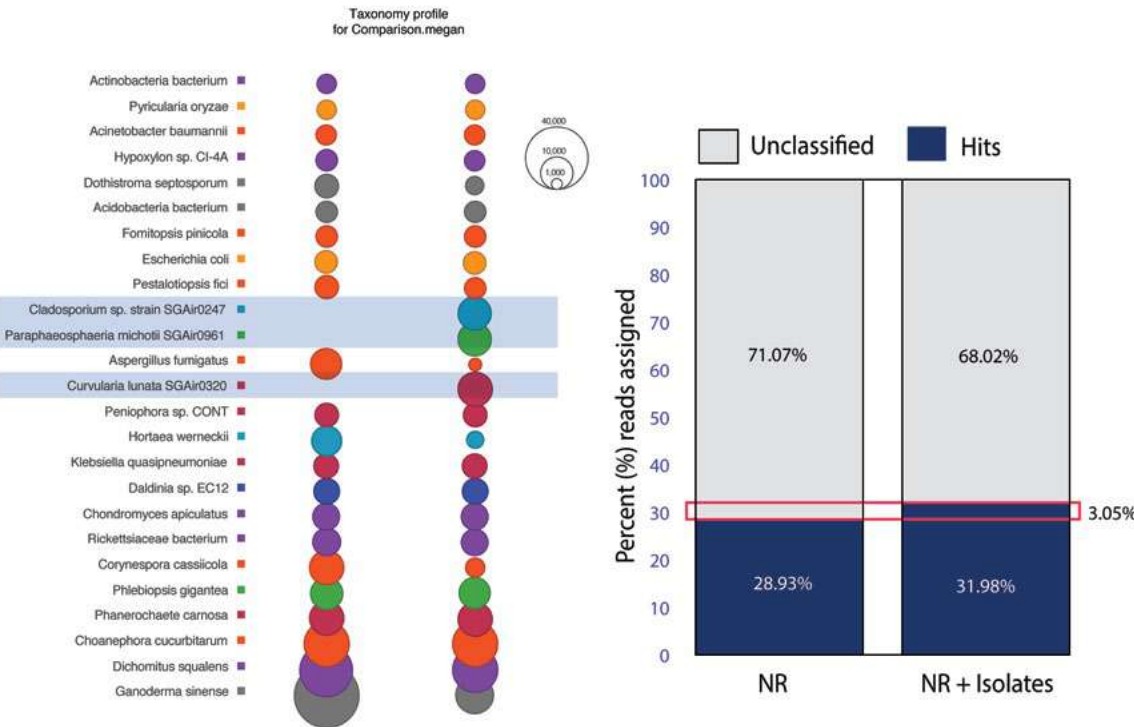 Taxonomy profile
for Comparison.megan
Actinobacteria bacterium
Pyricularia oryzae
Acinetobacter baumannii
Hypoxylon sp. CI-4A
Dothistroma septosporum
Acidobacteria bacterium
Fomitopsis pinicola
Escherichia coli
Pestalotiopsis fici
Cladosporium sp. strain SGAir0247
Paraphaeosphaeria michotii SGAir0961
Aspergillus fumigatus
Curvularia lunata SGAir0320
Peniophora sp. CONT
Hortaea werneckii
Klebsiella quasipneumoniae
Daldinia sp. EC12
Chondromyces apiculatus
Rickettsiaceae bacterium
Corynespora cassiicola
Phlebiopsis gigantea
Phanerochaete carnosa
Choanephora cucurbitarum
Dichomitus squalens
Ganoderma sinense
40,000
10,000
1,000
Unclassified
Hits
Percent (%) reads assigned
100
90
80
70
60
50
40
30
20
10
0
71.07%
68.02%
3.05%
28.93%
31.98%
NR
NR + Isolates